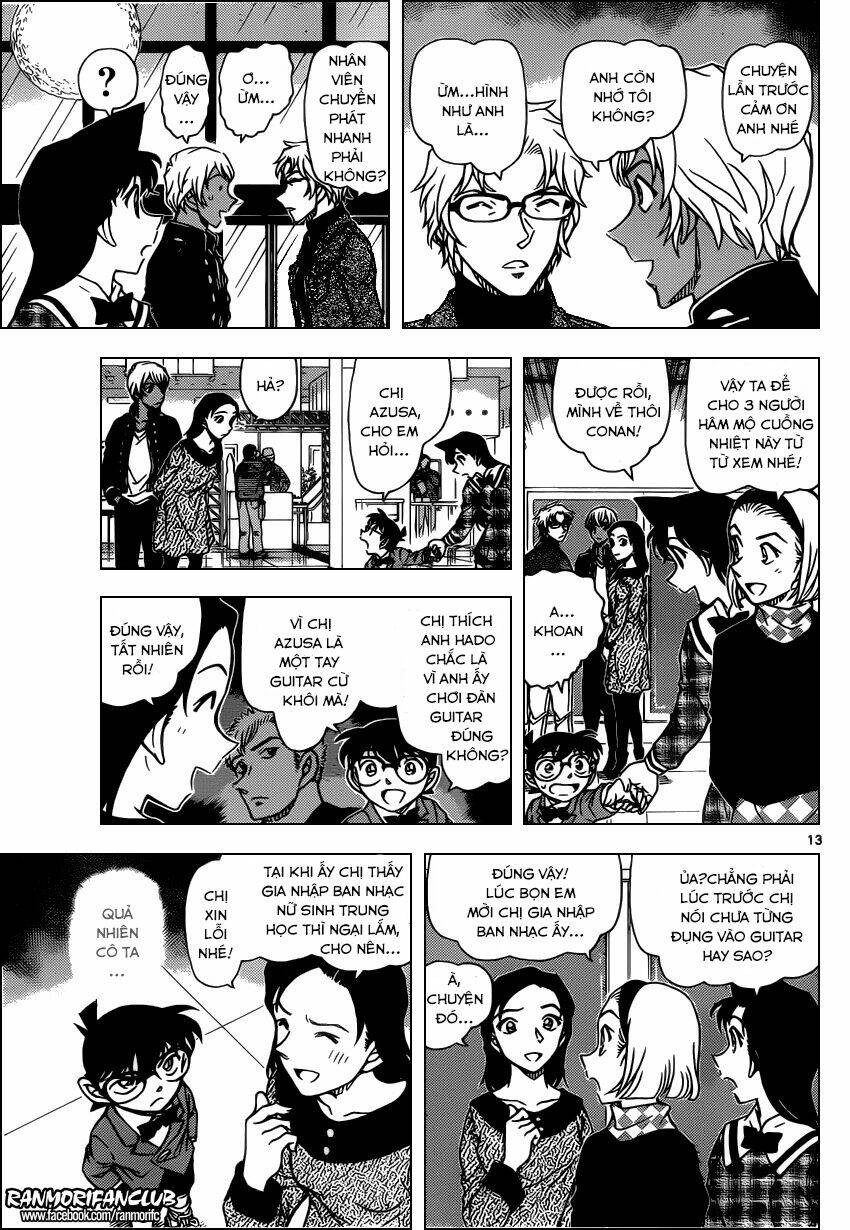 CHUYỆN
LẦN TRƯỚC
CẢM ƠN
ANH NHÉ
ANH CÒN
NHỚ TÔI
KHÔNG?
ỪM...HÌNH
NHƯ ANH
LÀ...
NHÂN
VIÊN
CHUYỂN
PHÁT
NHANH
PHẢI
KHÔNG?
Ơ...
ỪM...
ĐÚNG
VẬY
...
?
VẬY TA ĐỂ
CHO 3 NGƯỜI
HÂM MỘ CUỒNG
NHIỆT NÀY TỪ
TỪ XEM NHÉ!
ĐƯỢC RỒI,
MÌNH VỀ THÔI
CONAN!
A...
KHOAN
...
CHỊ
AZUSA,
CHO EM
HỎI...
...
HẢ?
CHỊ THÍCH
ANH HADO
CHẮC LÀ
VÌ ANH ẤY
CHƠI ĐÀN
GUITAR
ĐÚNG
KHÔNG?
VÌ CHỊ
AZUSA LÀ
MỘT TAY
GUITAR CỪ
KHÔI MÀ!
ĐÚNG VẬY,
TẤT NHIÊN
RỒI!
13
ỦA?CHẲNG PHẢI
LÚC TRƯỚC CHỊ
NÓI CHƯA TỪNG
ĐỤNG VÀO GUITAR
HAY SAO?
ĐÚNG VẬY!
LÚC BỌN EM
MỜI CHỊ GIA NHẬP
BAN NHẠC ẤY...
À,
CHUYỆN
ĐÓ...
TẠI KHI ẤY CHỊ THẤY
GIA NHẬP BAN NHẠC
NỮ SINH TRUNG
HỌC THÌ NGẠI LẮM,
CHO NÊN...
CHỊ
XIN
LỖI
NHÉ!
QUẢ
NHIÊN
CÔ TA
...
RANMORIFANCLUB
www.facebook.com/ranmorifc